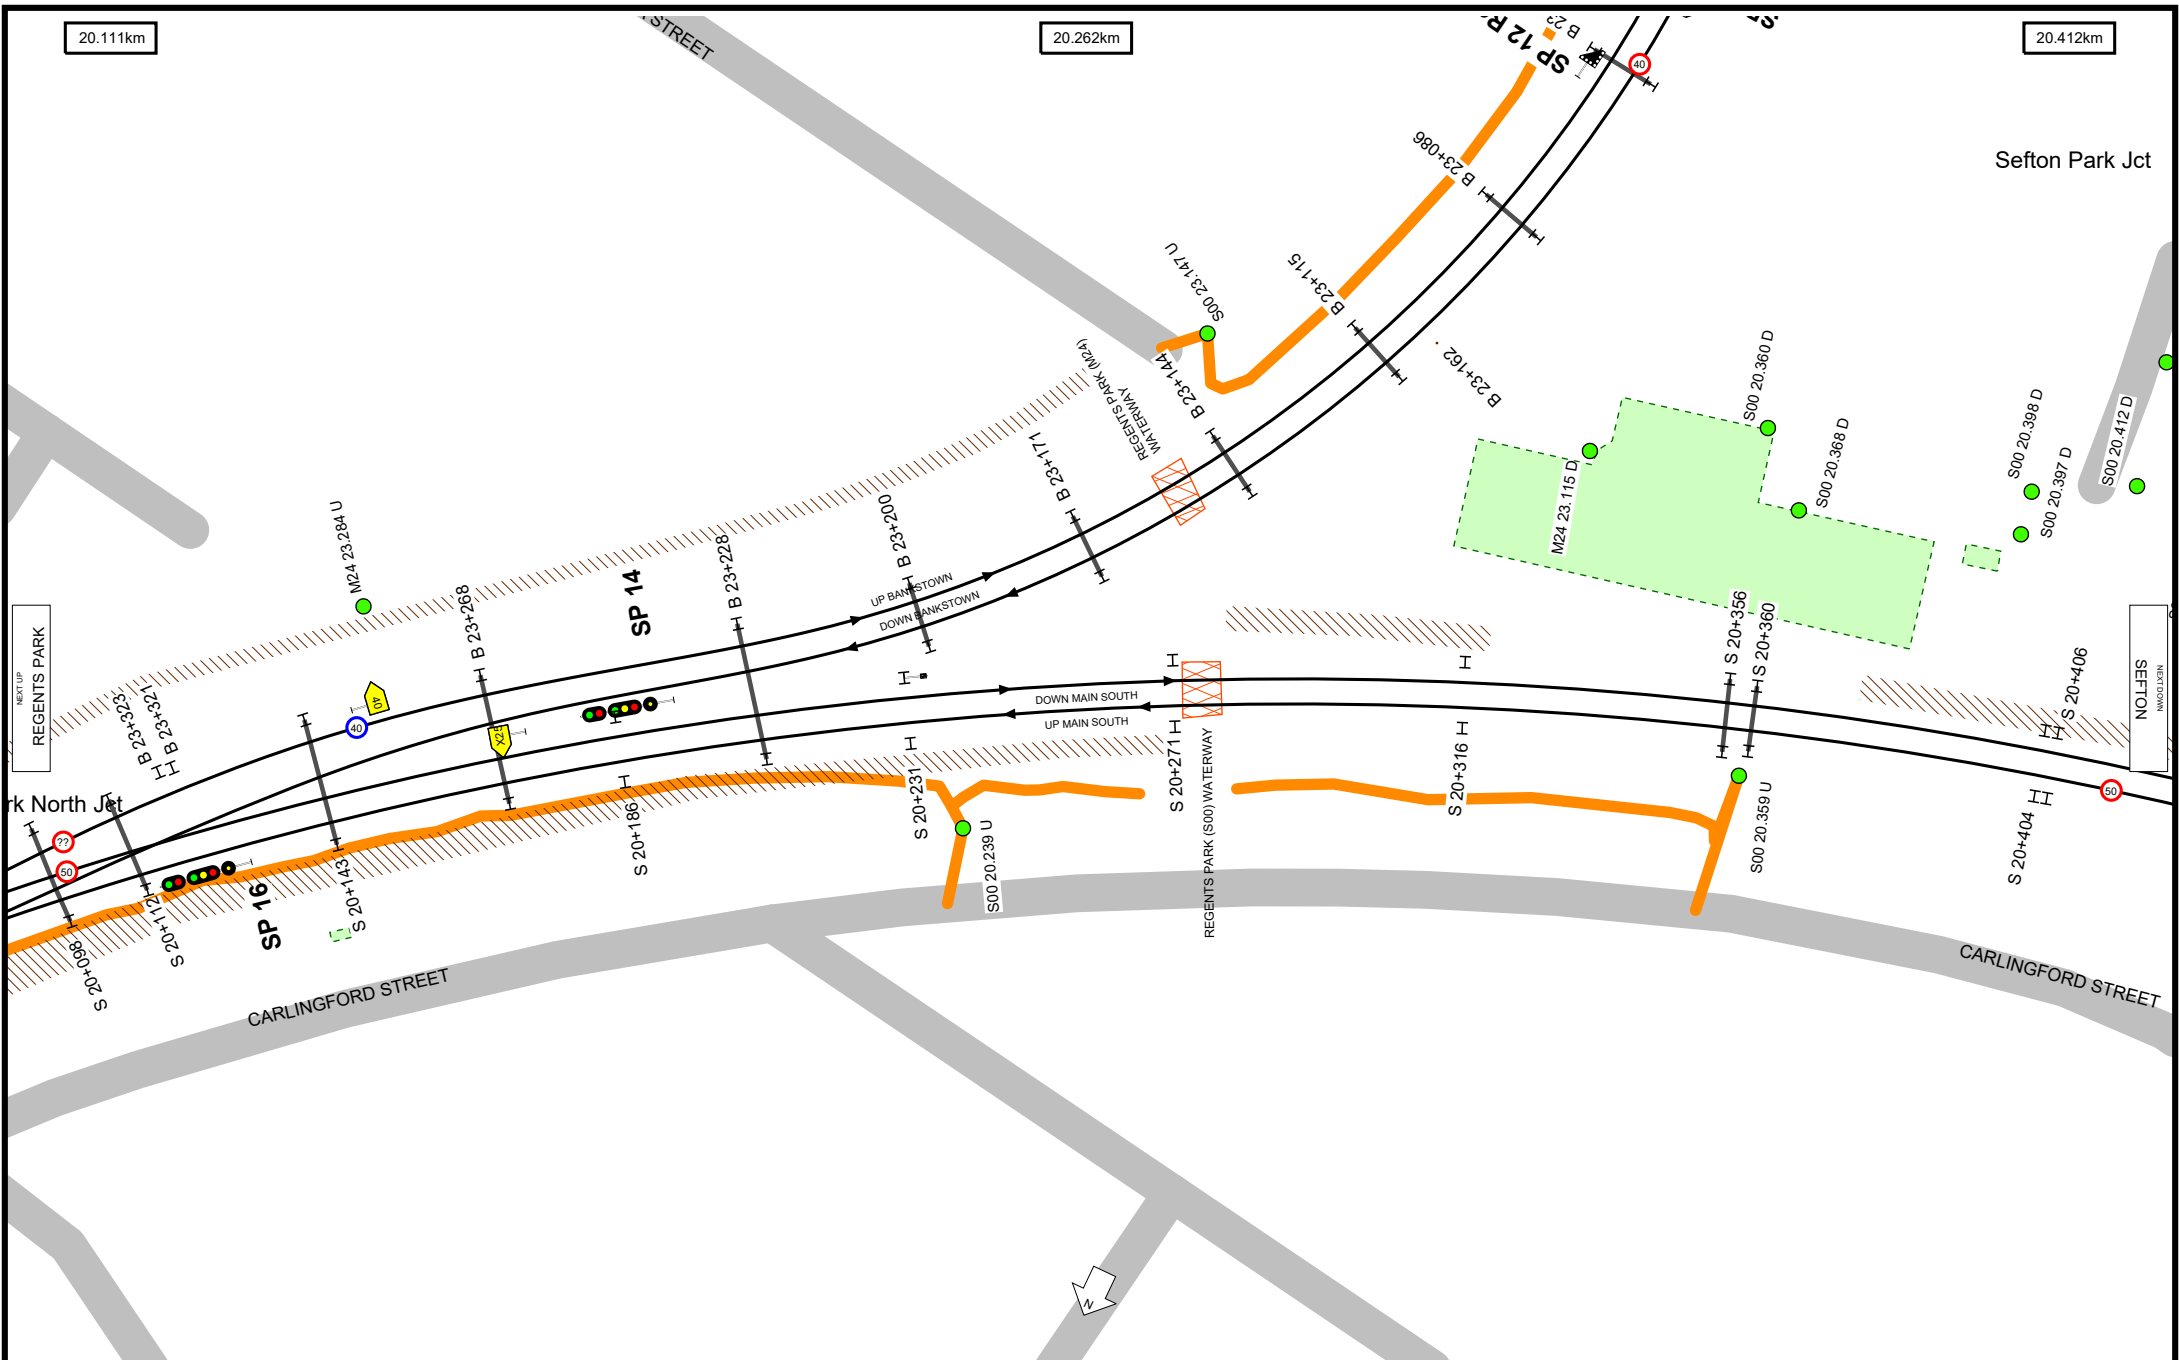 20.111km
20.262km
20.412km
STREET
SP 12 R
B 23
40
Sefton Park Jct
B 23+086
S00 23.147 U
B 23+115
B 23+144
B 23+162
REGENTS PARK (M24)
WATERWAY
B 23+171
B 23+200
B 23+228
SP 14
B 23+268
M24 23.284 U
S00 20.360 D
S00 20.368 D
M24 23.115 D
S00 20.398 D
S00 20.397 D
S00 20.412 D
UP BANKSTOWN
DOWN BANKSTOWN
NEXT UP
REGENTS PARK
B 23+323
B 23+321
40
40
X25
DOWN MAIN SOUTH
UP MAIN SOUTH
S 20+356
S 20+360
S 20+406
NEXT DOWN
SEFTON
rk North Jct
??
50
50
S 20+098
S 20+112
SP 16
S 20+143
S 20+186
S 20+231
S00 20.239 U
S 20+271
REGENTS PARK (S00) WATERWAY
S 20+316
S00 20.359 U
S 20+404
CARLINGFORD STREET
CARLINGFORD STREET
N